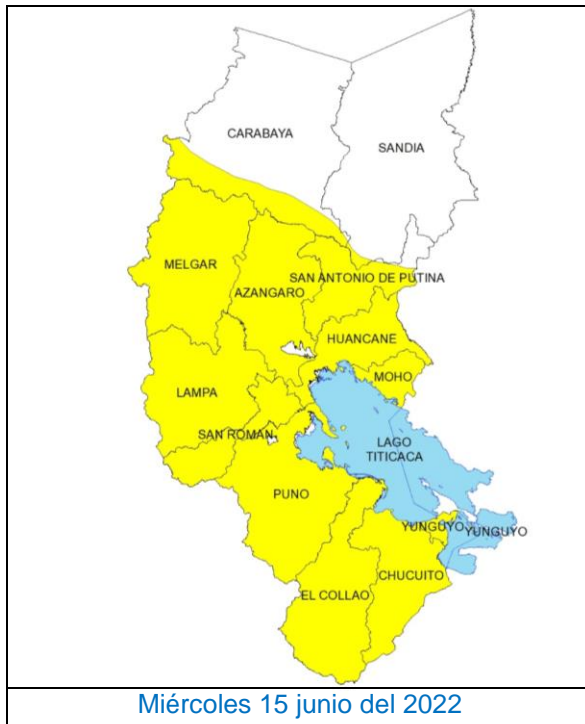 CARABAYA
SANDIA
MELGAR
SAN ANTONIO DE PUTINA
AZANGARO
HUANCANE
MOHO
LAMPA
SAN ROMAN
LAGO
TITICACA
PUNO
YUNGUYO
YUNGUYO
CHUCUITO
EL COLLAO
Miércoles 15 junio del 2022